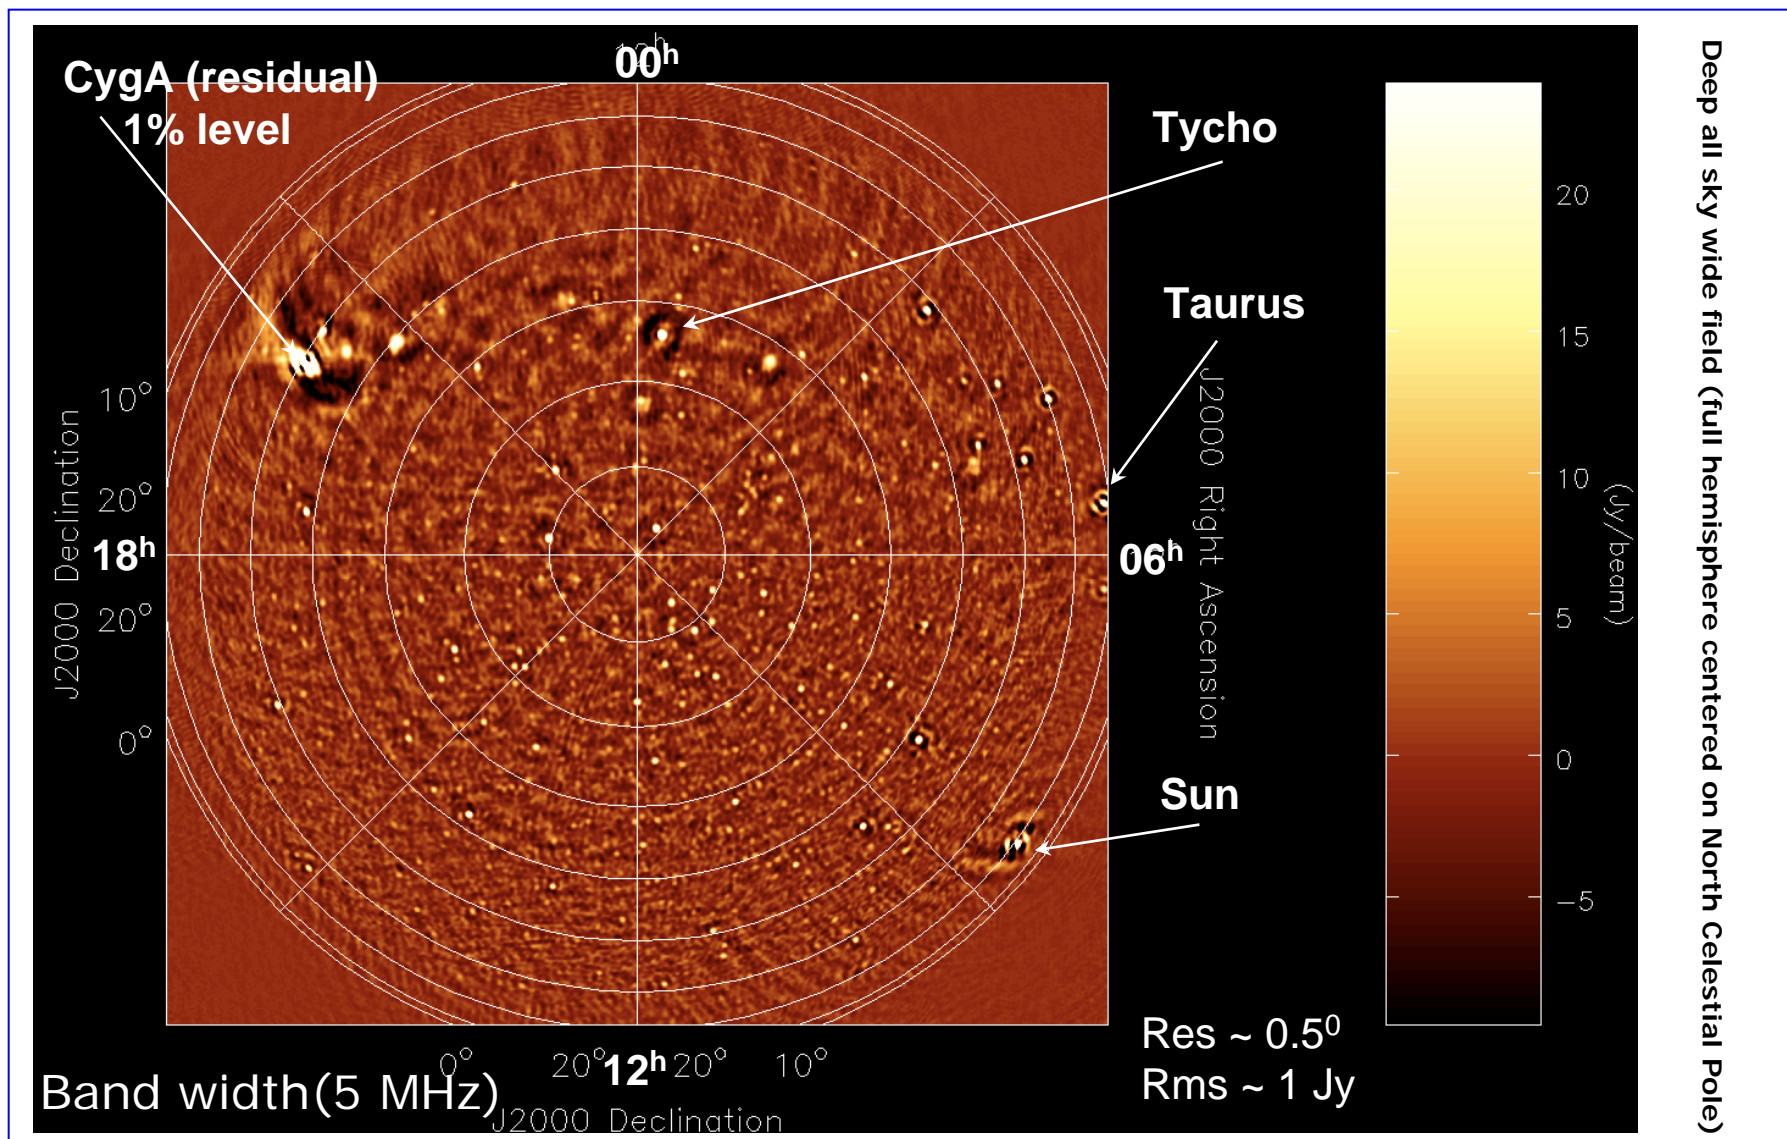 CygA (residual)
1% level
00ʰ
Tycho
Taurus
Sun
18ʰ
06ʰ
12ʰ
10°
20°
20°
0°
J2000 Declination
0°
20°
20°
10°
J2000 Declination
J2000 Right Ascension
20
15
10
5
0
−5
(Jy/beam)
Res ~ 0.5⁰
Rms ~ 1 Jy
Band width(5 MHz)
Deep all sky wide field (full hemisphere centered on North Celestial Pole)